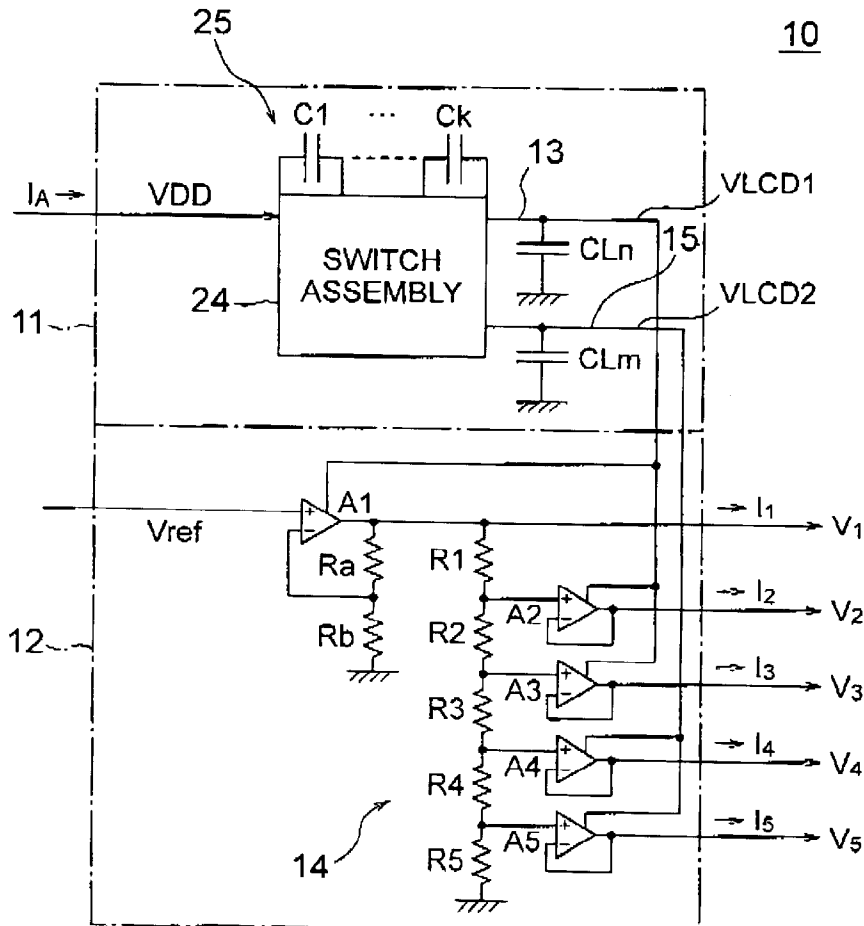 10
25
C1 ... Ck
IA → VDD
13
VLCD1
CLn
15
SWITCH
ASSEMBLY
24
VLCD2
11
CLm
A1
Vref
I1 V1
Ra R1
I2 V2
A2
12
Rb R2
I3 V3
A3
R3
I4 V4
A4
R4
I5 V5
A5
14
R5